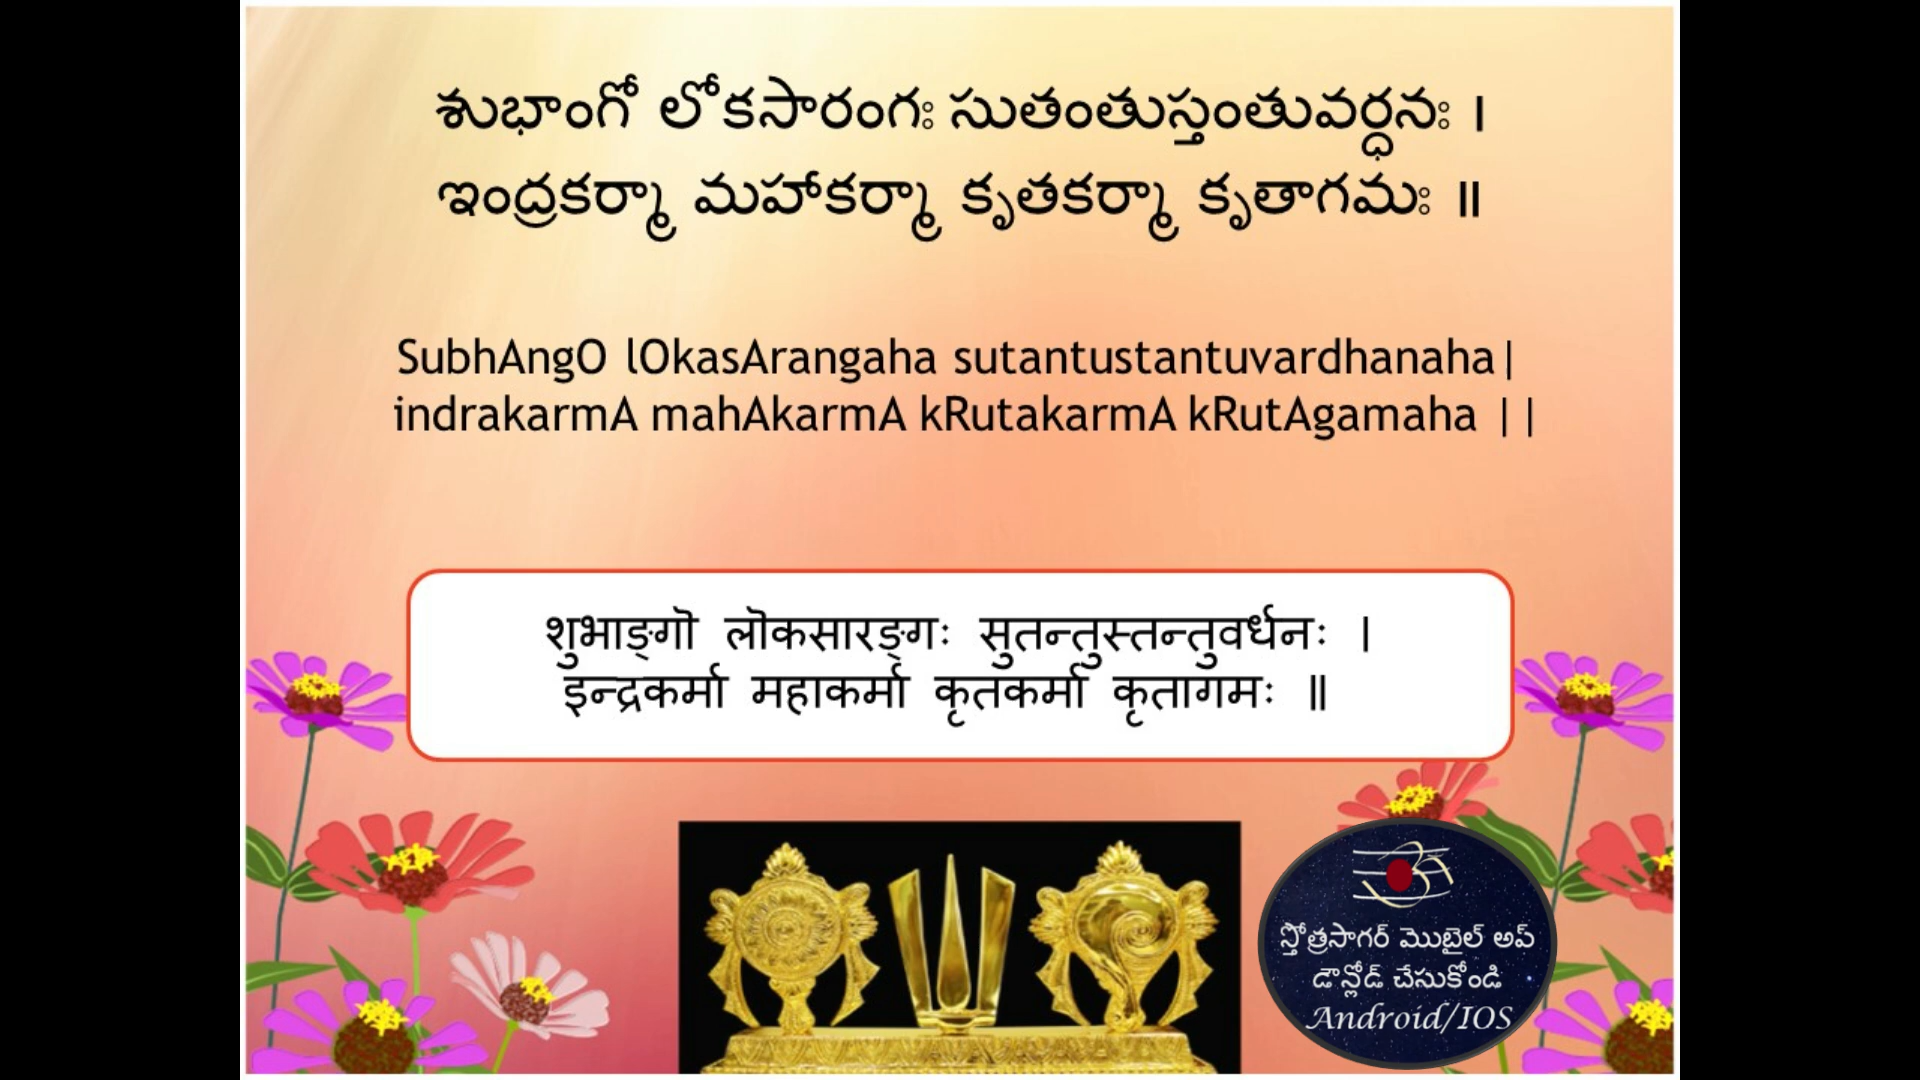 శుభాంగో లోకసారంగః సుతంతుస్తంతువర్ధనః ।
ఇంద్రకర్మా మహాకర్మా కృతకర్మా కృతాగమః ॥
SubhAngO lOkasArangaha sutantustantuvardhanaha|
indrakarmA mahAkarmA kRutakarmA kRutAgamaha ||
शुभाङ्गॊ लॊकसारङ्गः सुतन्तुस्तन्तुवर्धनः ।
इन्द्रकर्मा महाकर्मा कृतकर्मा कृतागमः ॥
స్తోత్రసాగర్ మొబైల్ అప్
డౌన్లోడ్ చేసుకోండి
Android/IOS